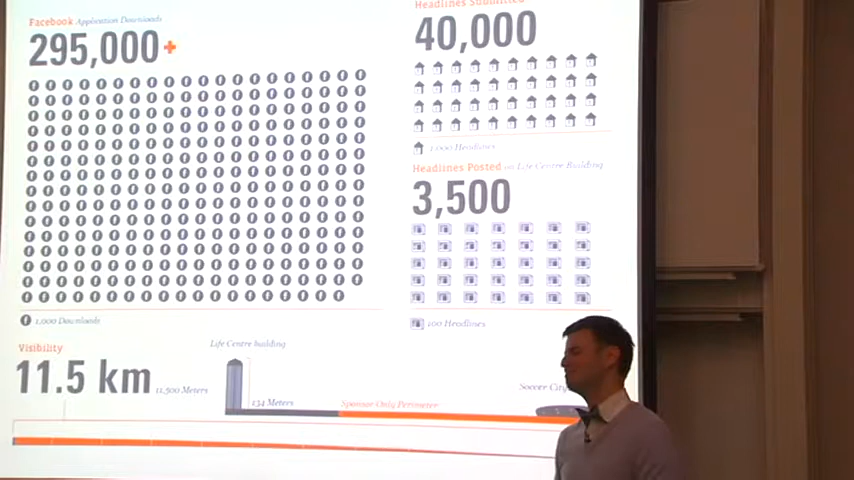 Facebook Application Downloads
295,000+
1,000 Downloads
Headlines Submitted
40,000
1,000 Headlines
Headlines Posted on Life Centre Building
3,500
100 Headlines
Visibility
11.5 km 11,500 Meters
Life Centre building
134 Meters
Sponsor Only Perimeter
Soccer City